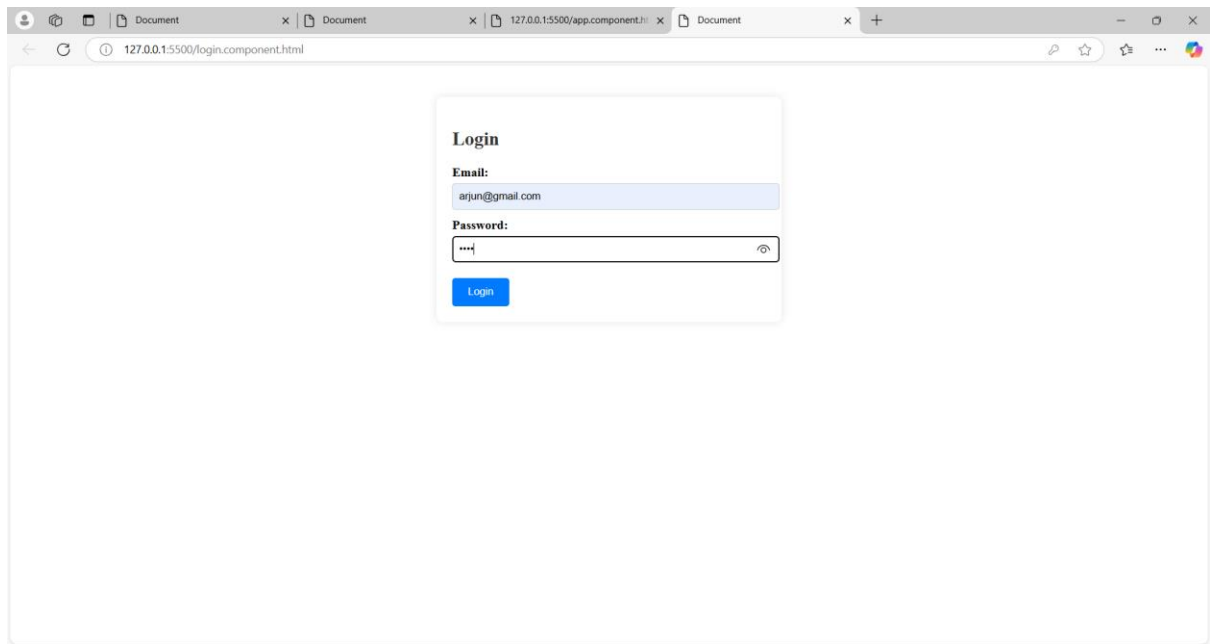 Document
Document
127.0.0.1:5500/app.component.ht
Document
127.0.0.1:5500/login.component.html
Login
Email:
arjun@gmail.com
Password:
••••
Login